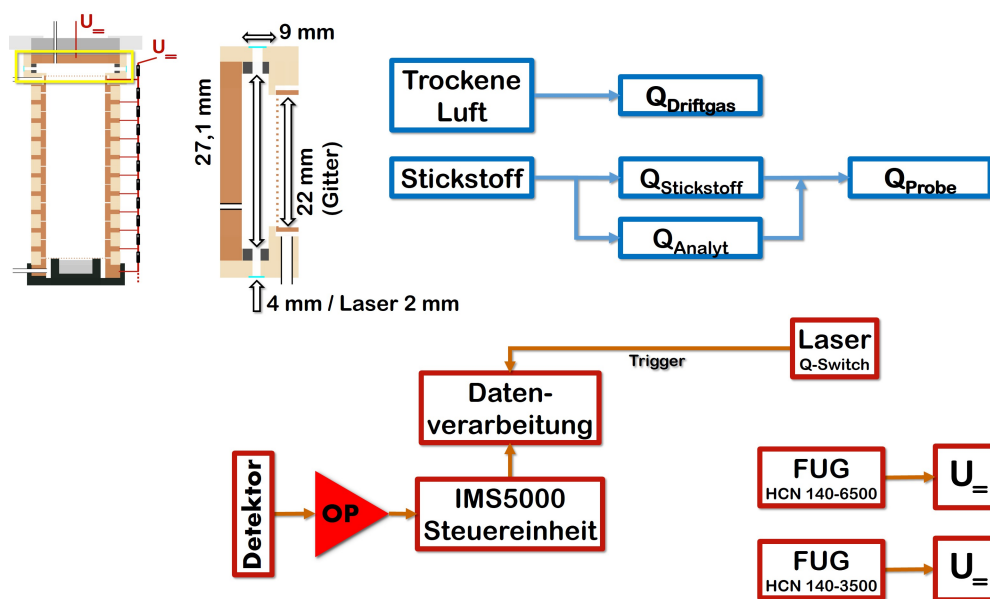 U=
U=
9 mm
27,1 mm
22 mm
(Gitter)
4 mm / Laser 2 mm
Trockene
Luft
QDriftgas
Stickstoff
QStickstoff
QProbe
QAnalyt
Laser
Q-Switch
Trigger
Daten-
verarbeitung
Detektor
OP
IMS5000
Steuereinheit
FUG
HCN 140-6500
U=
FUG
HCN 140-3500
U=